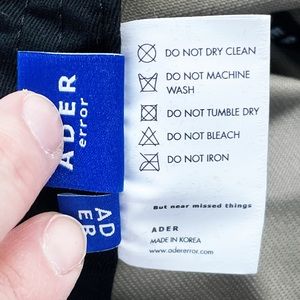 ADER
error
AD
ER
DO NOT DRY CLEAN
DO NOT MACHINE
WASH
DO NOT TUMBLE DRY
DO NOT BLEACH
DO NOT IRON
But near missed things
ADER
MADE IN KOREA
www.adererror.com